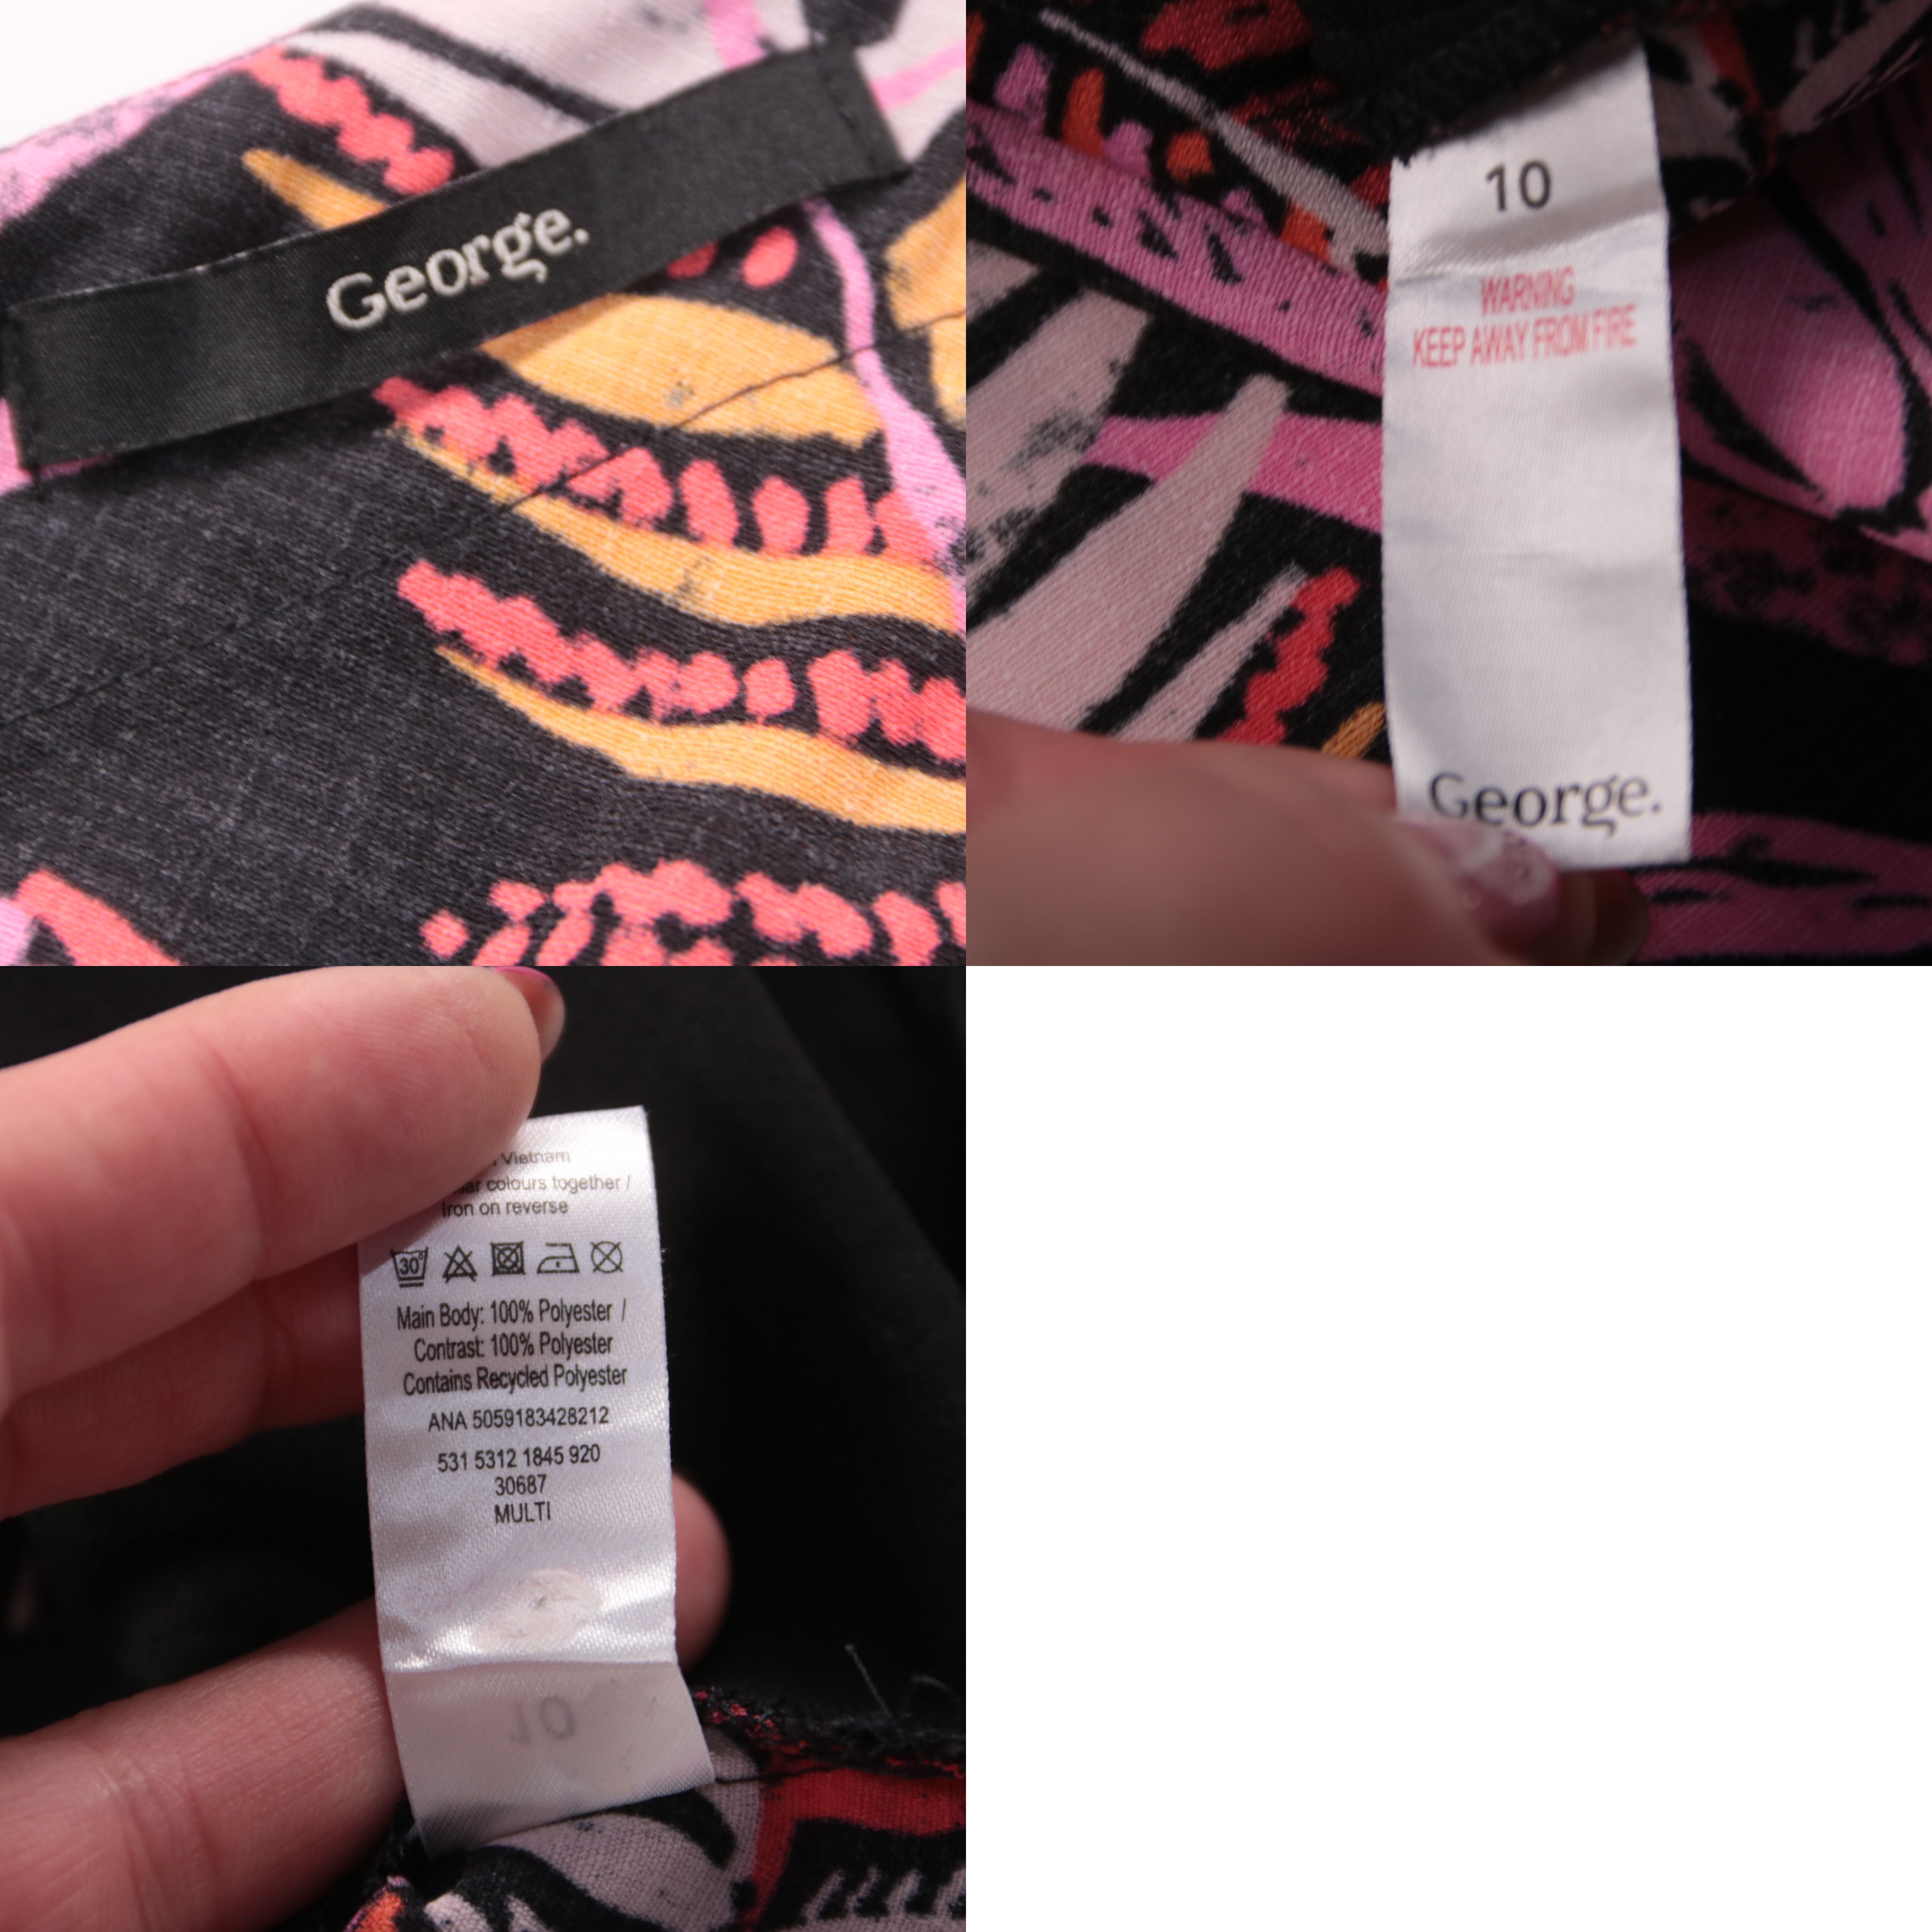 George.
10
WARNING
KEEP AWAY FROM FIRE
George.
Vietnam
colours together /
Iron on reverse
30°
Main Body: 100% Polyester /
Contrast: 100% Polyester
Contains Recycled Polyester
ANA 5059183428212
531 5312 1845 920
30687
MULTI
10